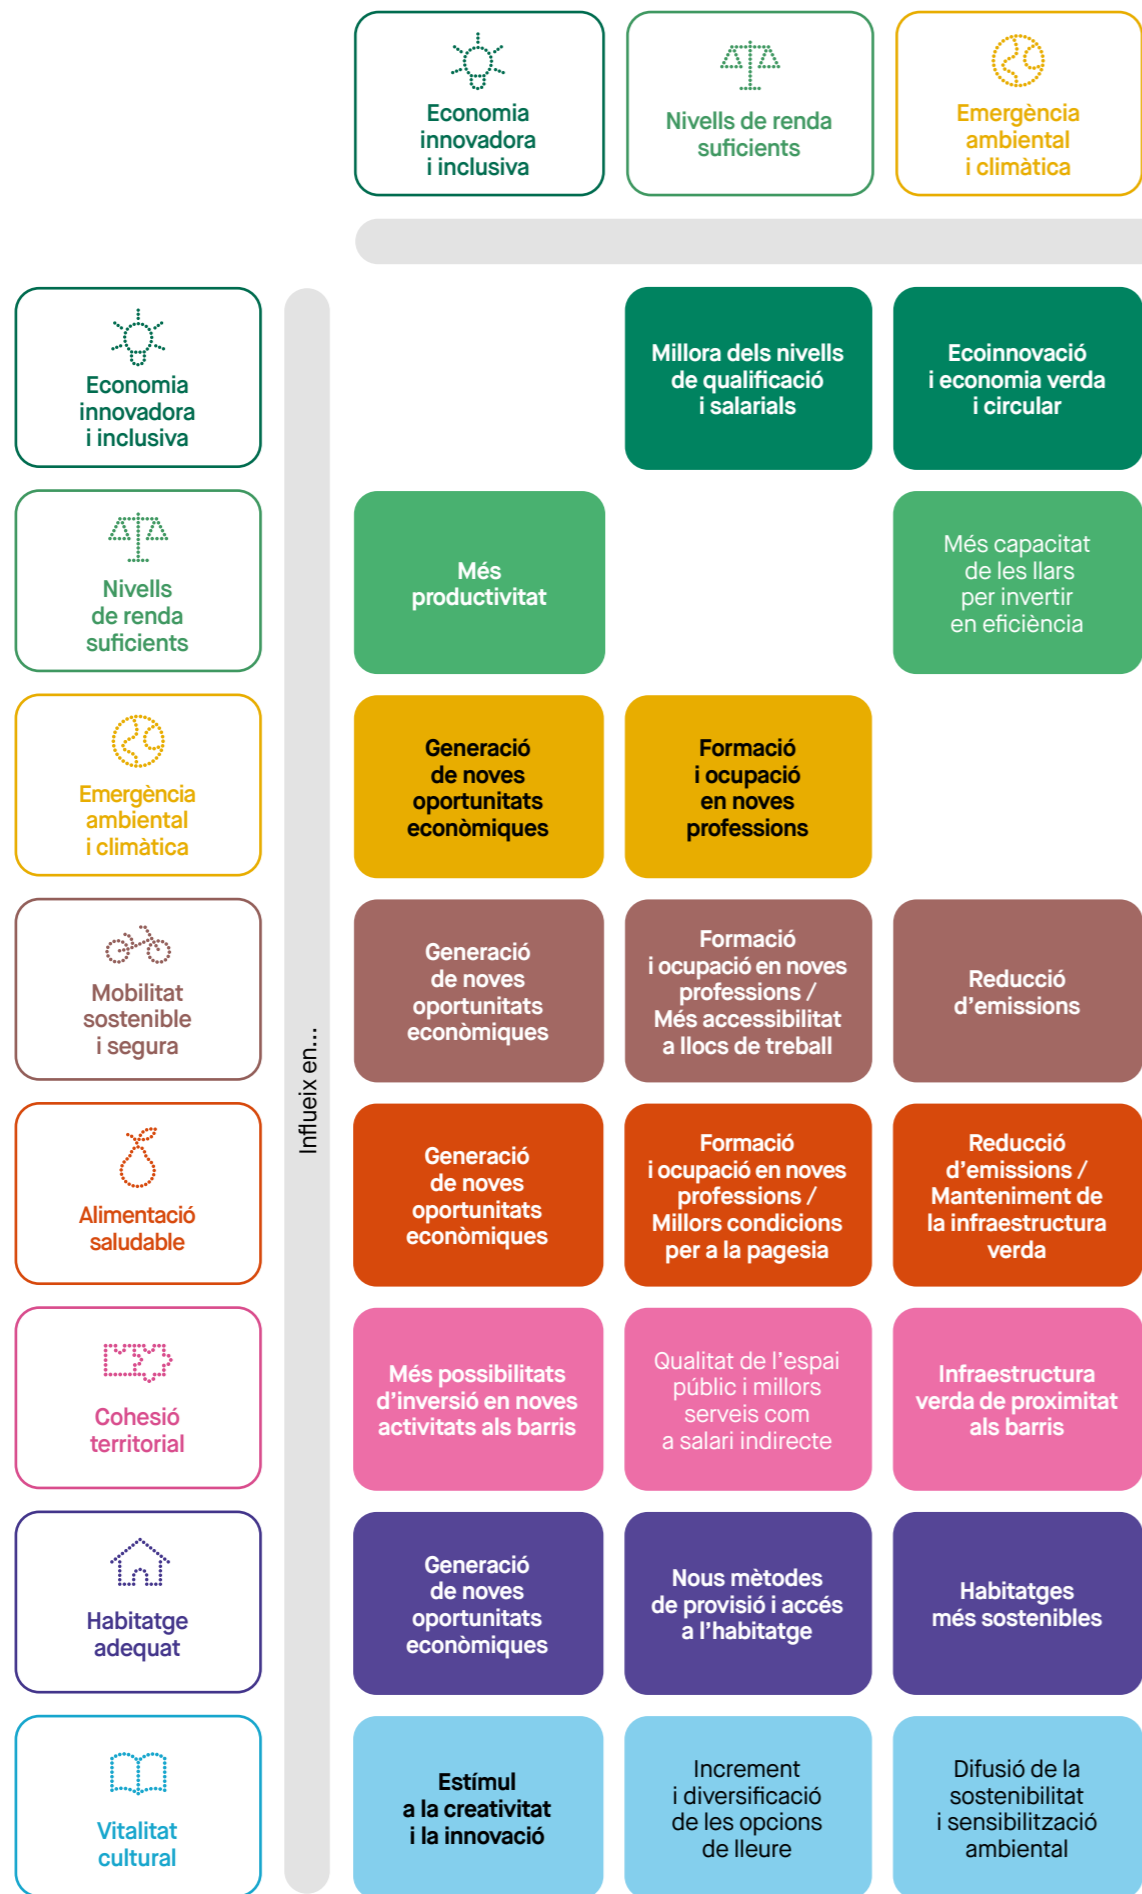 Economia
innovadora
i inclusiva
Nivells de renda
suficients
Emergència
ambiental
i climàtica
Influeix en...
Economia
innovadora
i inclusiva
Millora dels nivells
de qualificació
i salarials
Ecoinnovació
i economia verda
i circular
Nivells
de renda
suficients
Més
productivitat
Més capacitat
de les llars
per invertir
en eficiència
Emergència
ambiental
i climàtica
Generació
de noves
oportunitats
econòmiques
Formació
i ocupació
en noves
professions
Mobilitat
sostenible
i segura
Generació
de noves
oportunitats
econòmiques
Formació
i ocupació en noves
professions /
Més accessibilitat
a llocs de treball
Reducció
d’emissions
Alimentació
saludable
Generació
de noves
oportunitats
econòmiques
Formació
i ocupació en noves
professions /
Millors condicions
per a la pagesia
Reducció
d’emissions /
Manteniment de
la infraestructura
verda
Cohesió
territorial
Més possibilitats
d’inversió en noves
activitats als barris
Qualitat de l’espai
públic i millors
serveis com
a salari indirecte
Infraestructura
verda de proximitat
als barris
Habitatge
adequat
Generació
de noves
oportunitats
econòmiques
Nous mètodes
de provisió i accés
a l’habitatge
Habitatges
més sostenibles
Vitalitat
cultural
Estímul
a la creativitat
i la innovació
Increment
i diversificació
de les opcions
de lleure
Difusió de la
sostenibilitat
i sensibilització
ambiental